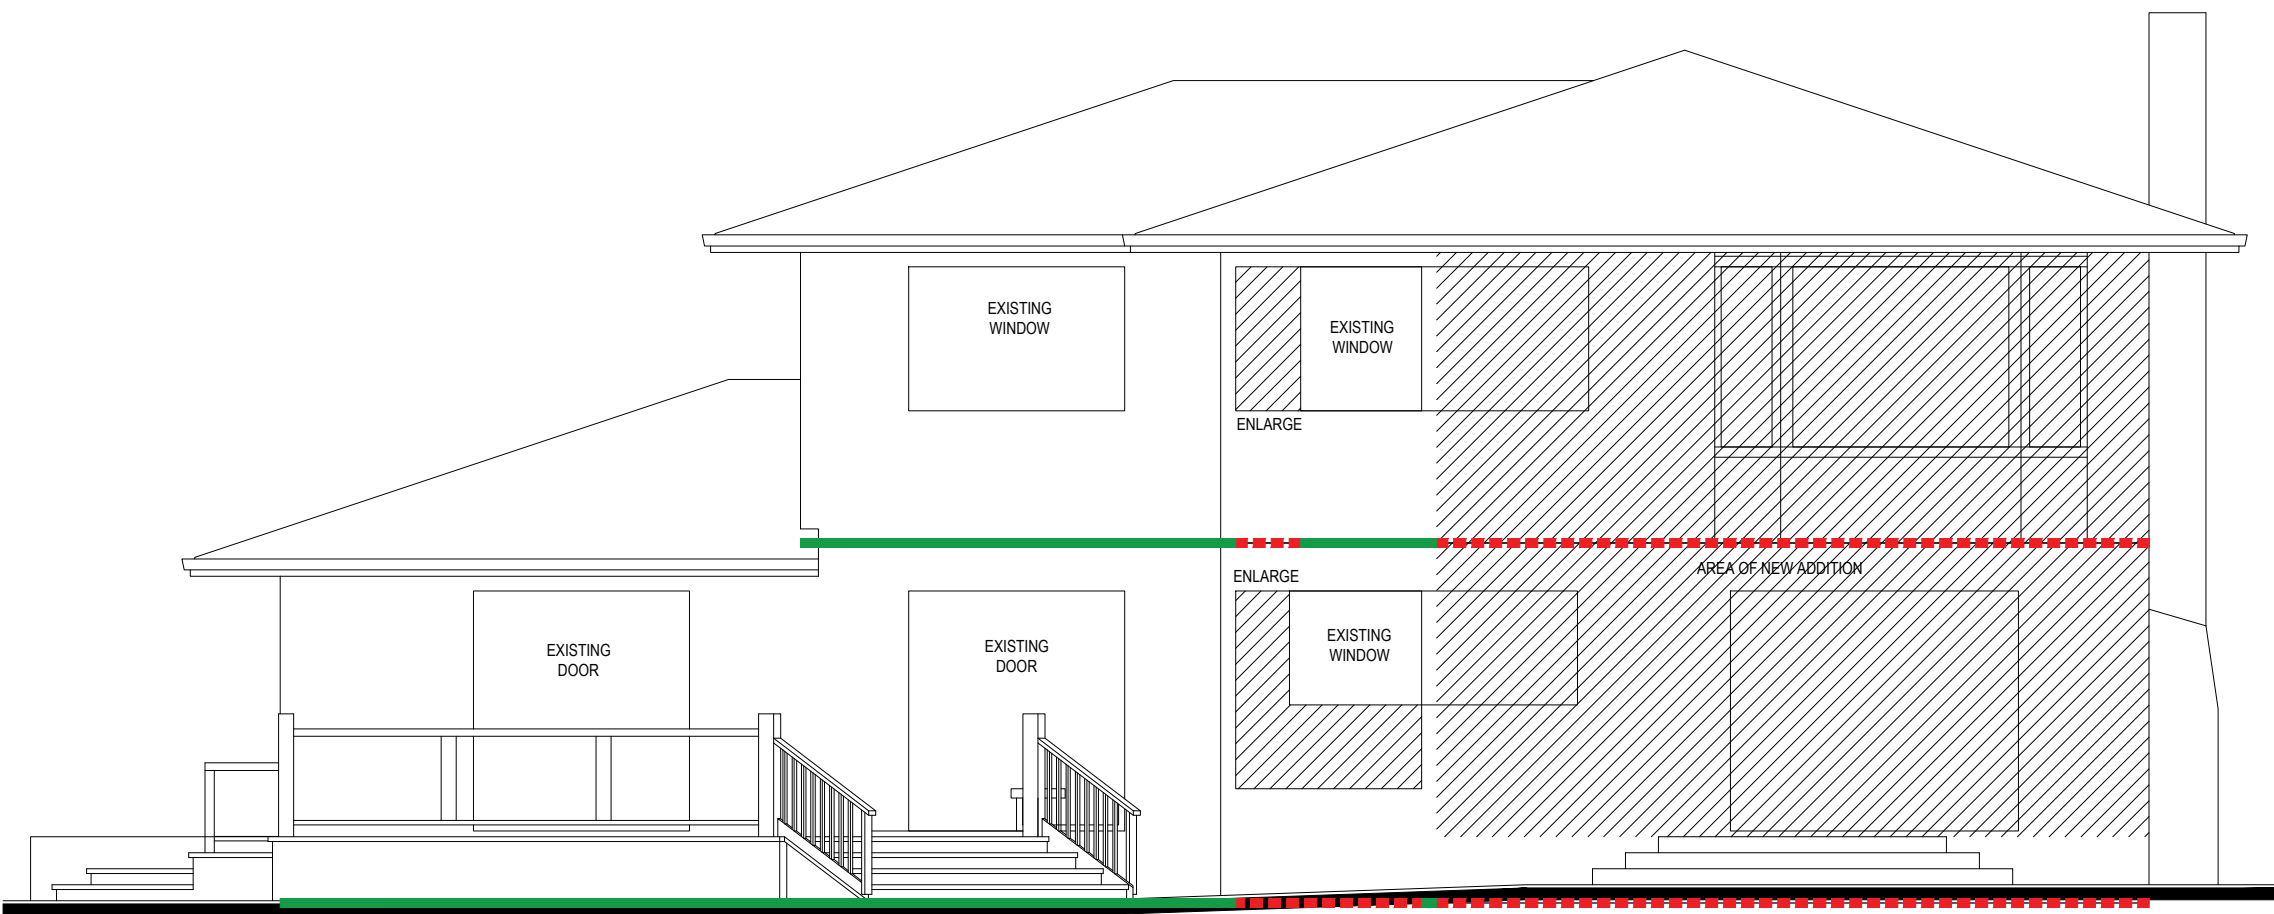 EXISTING
WINDOW
EXISTING
WINDOW
ENLARGE
ENLARGE
AREA OF NEW ADDITION
EXISTING
DOOR
EXISTING
DOOR
EXISTING
WINDOW